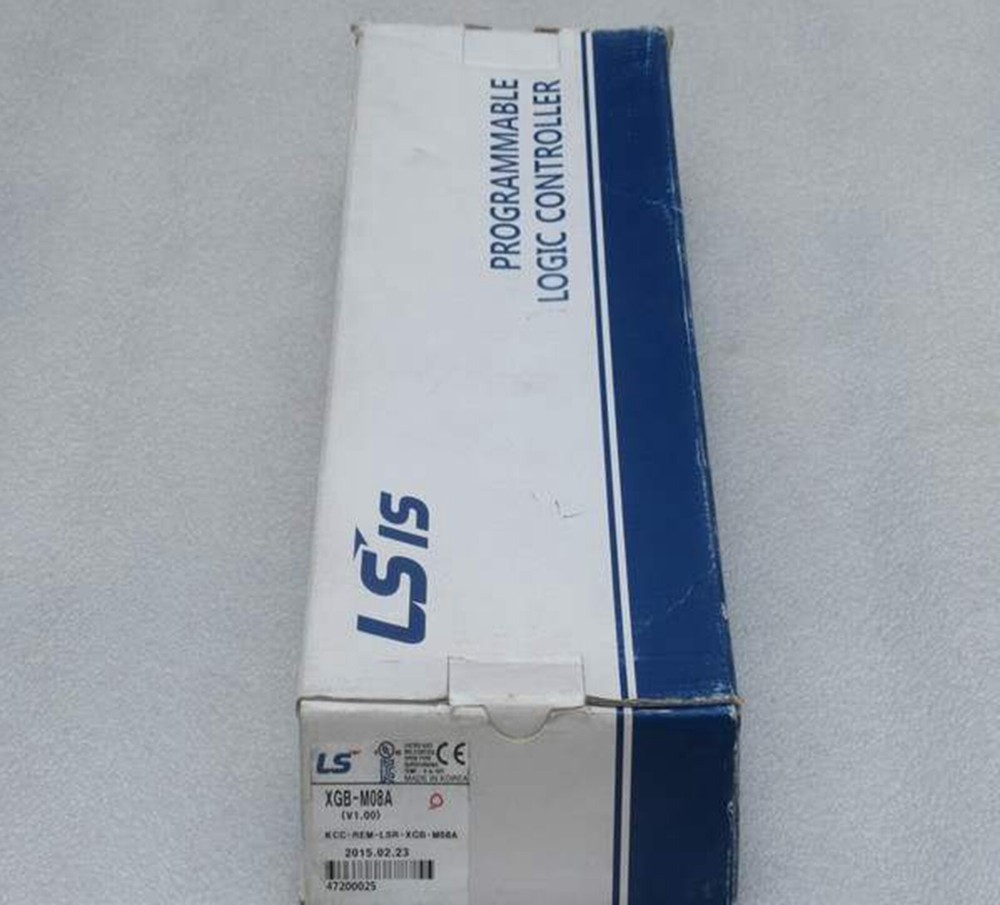 PROGRAMMABLE
LOGIC CONTROLLER
LSIS
LS
CE
MADE IN KOREA
XGB-M08A
(V1.00)
KCC-REM-LSR-XGB-M08A
2015.02.23
47200025